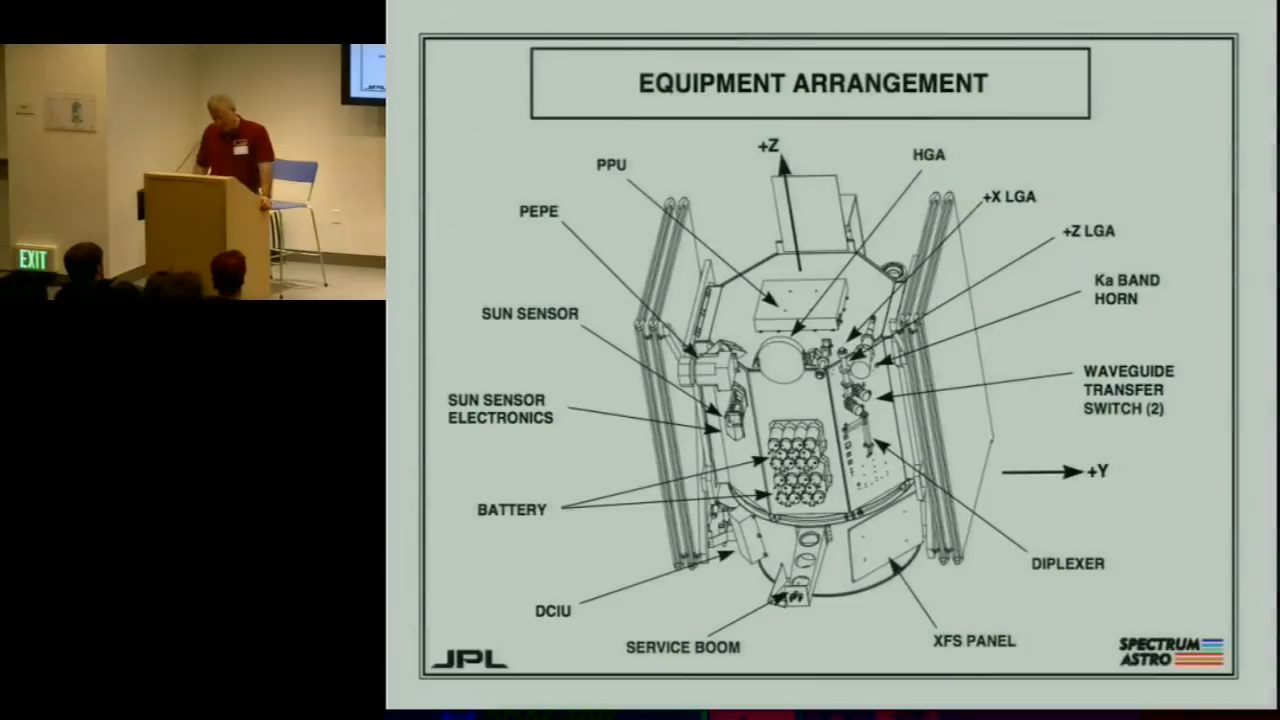 EQUIPMENT ARRANGEMENT
+Z
PPU
HGA
PEPE
+X LGA
+Z LGA
Ka BAND
HORN
SUN SENSOR
WAVEGUIDE
TRANSFER
SWITCH (2)
SUN SENSOR
ELECTRONICS
+Y
BATTERY
DIPLEXER
DCIU
SERVICE BOOM
XFS PANEL
JPL
SPECTRUM
ASTRO
EXIT